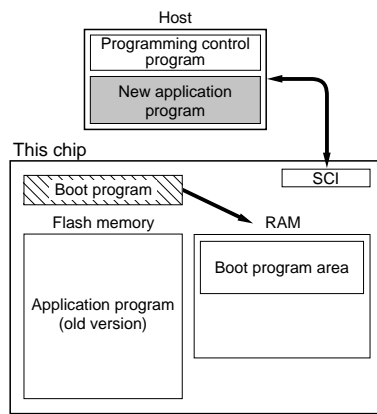 Host
Programming control
program
New application
program
This chip
SCI
Boot program
Flash memory
RAM
Boot program area
Application program
(old version)